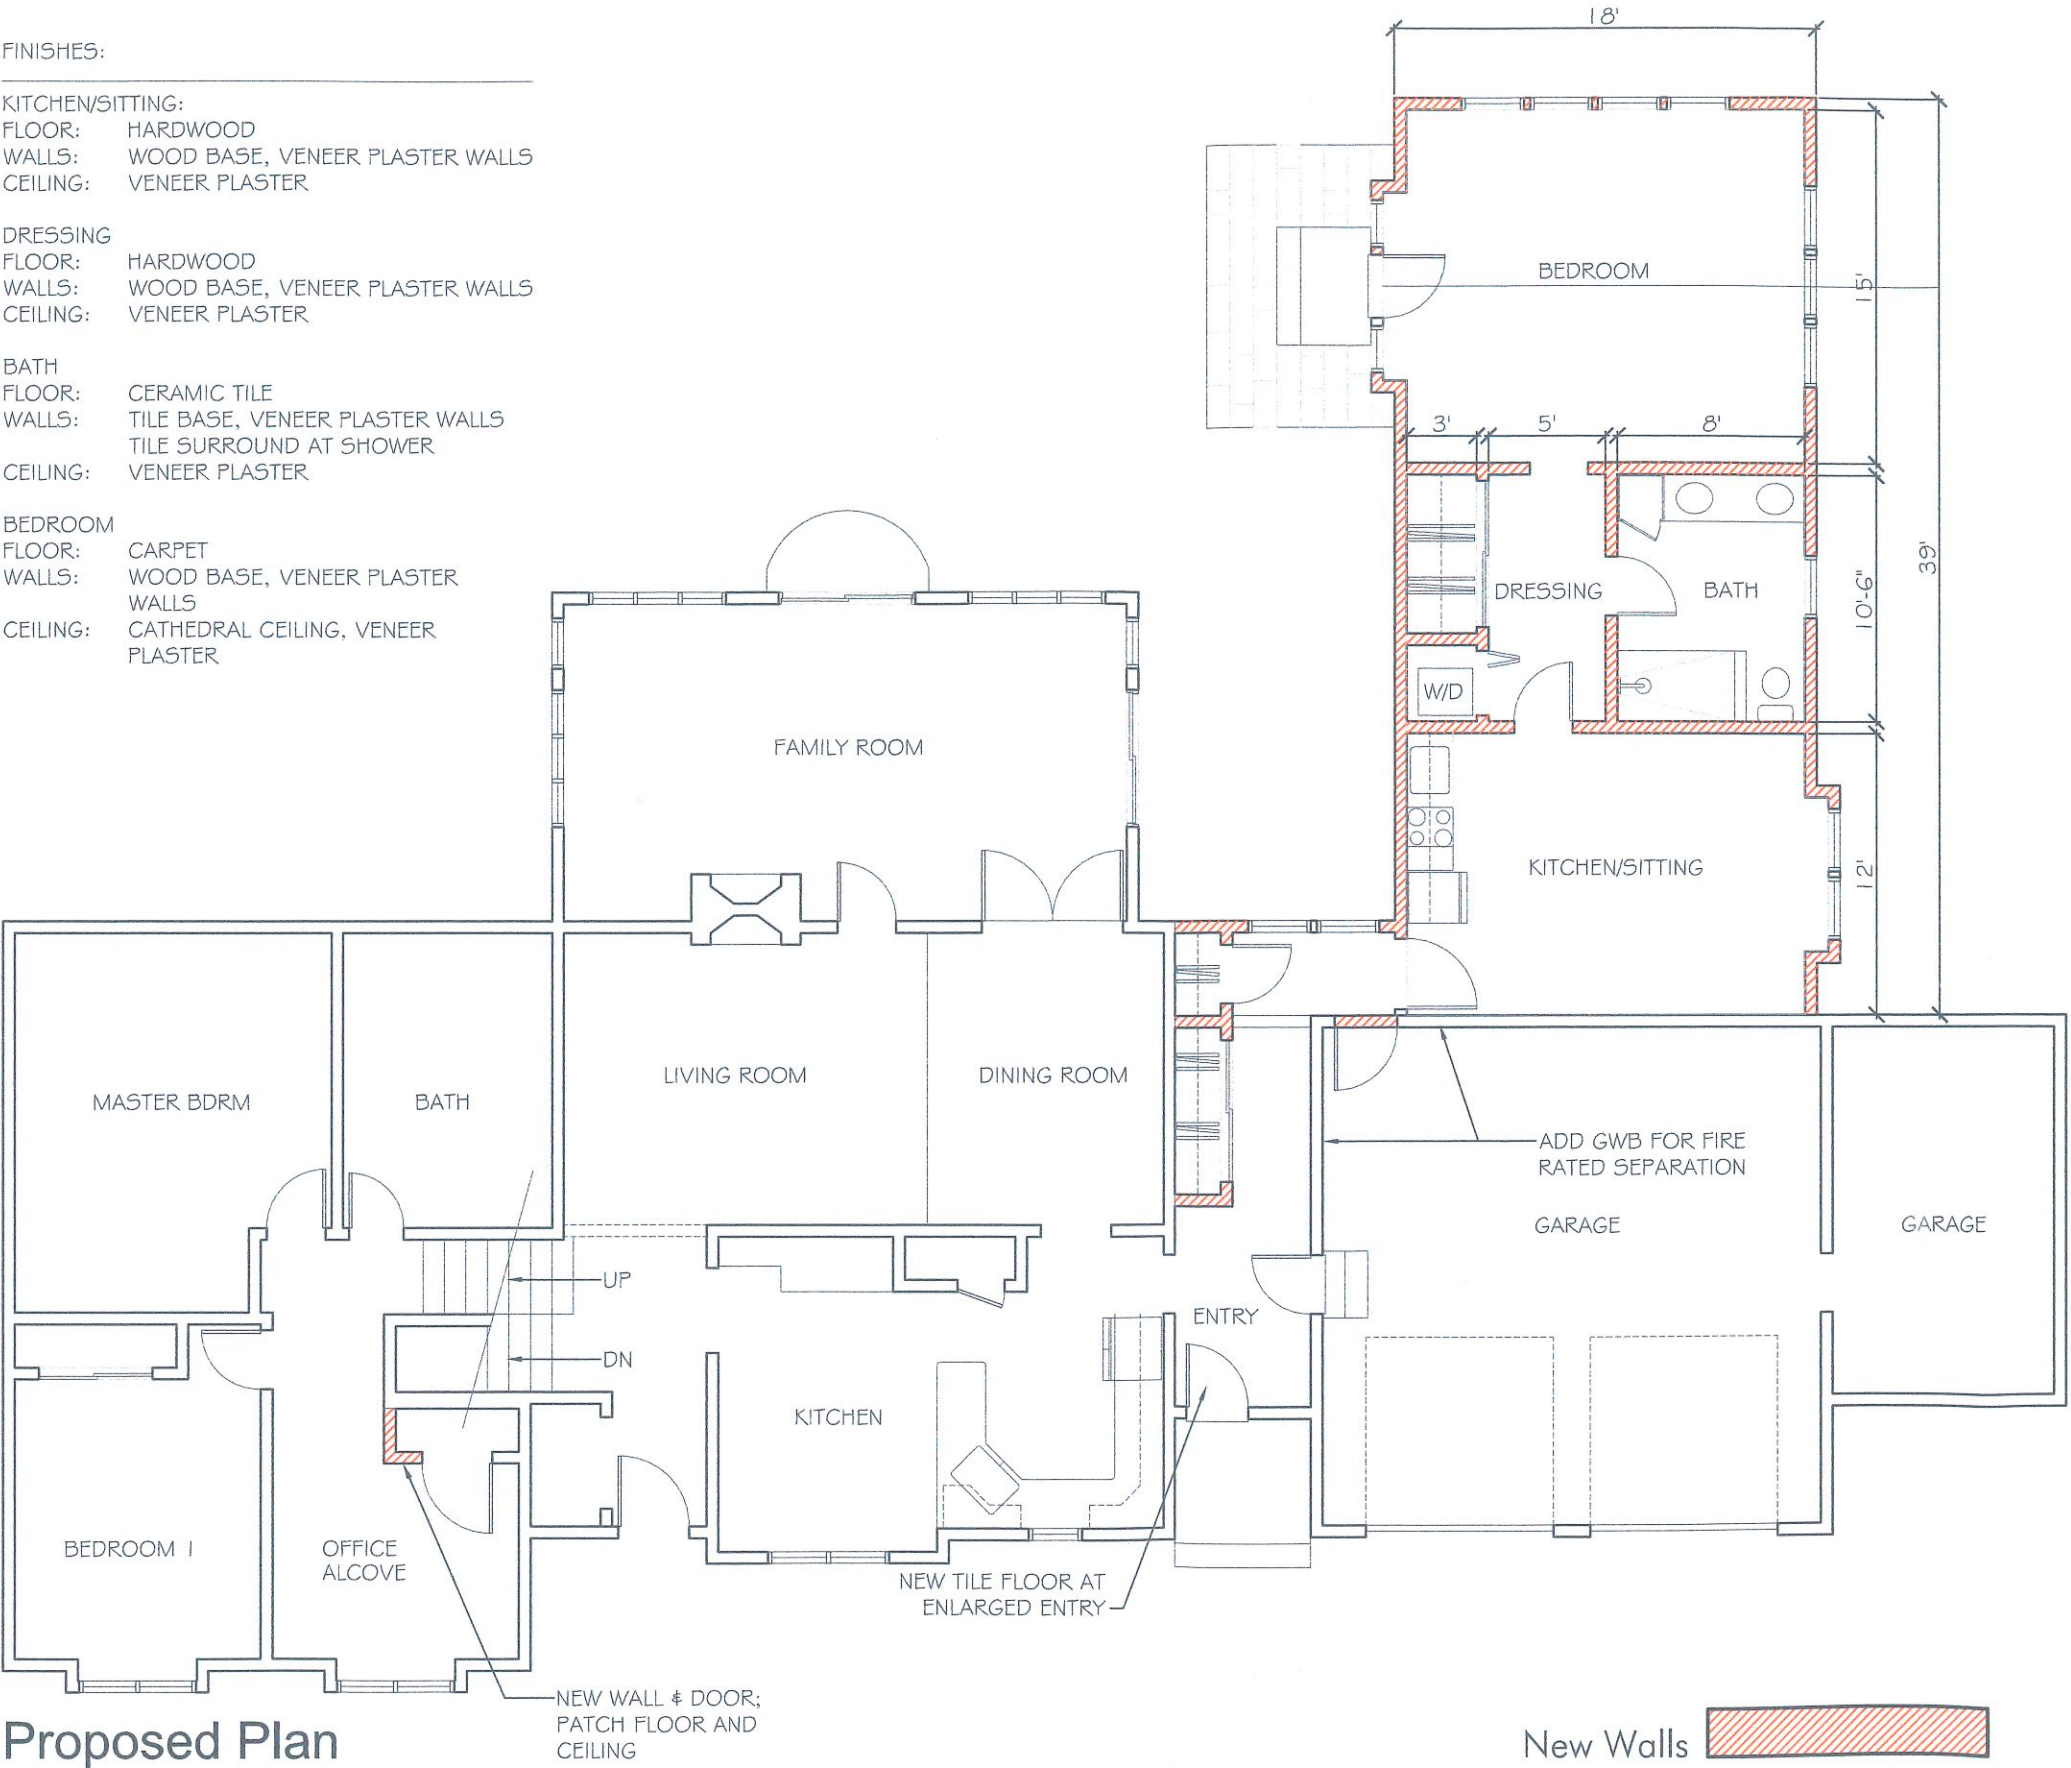 FINISHES:
KITCHEN/SITTING:
FLOOR: HARDWOOD
WALLS: WOOD BASE, VENEER PLASTER WALLS
CEILING: VENEER PLASTER
DRESSING
FLOOR: HARDWOOD
WALLS: WOOD BASE, VENEER PLASTER WALLS
CEILING: VENEER PLASTER
BATH
FLOOR: CERAMIC TILE
WALLS: TILE BASE, VENEER PLASTER WALLS
TILE SURROUND AT SHOWER
CEILING: VENEER PLASTER
BEDROOM
FLOOR: CARPET
WALLS: WOOD BASE, VENEER PLASTER
WALLS
CEILING: CATHEDRAL CEILING, VENEER
PLASTER
18'
BEDROOM
15'
3'
5'
8'
39'
DRESSING
BATH
10'-6"
W/D
FAMILY ROOM
KITCHEN/SITTING
12'
MASTER BDRM
BATH
LIVING ROOM
DINING ROOM
ADD GWB FOR FIRE
RATED SEPARATION
GARAGE
GARAGE
UP
DN
ENTRY
KITCHEN
BEDROOM 1
OFFICE
ALCOVE
NEW TILE FLOOR AT
ENLARGED ENTRY
NEW WALL & DOOR;
PATCH FLOOR AND
CEILING
Proposed Plan
New Walls